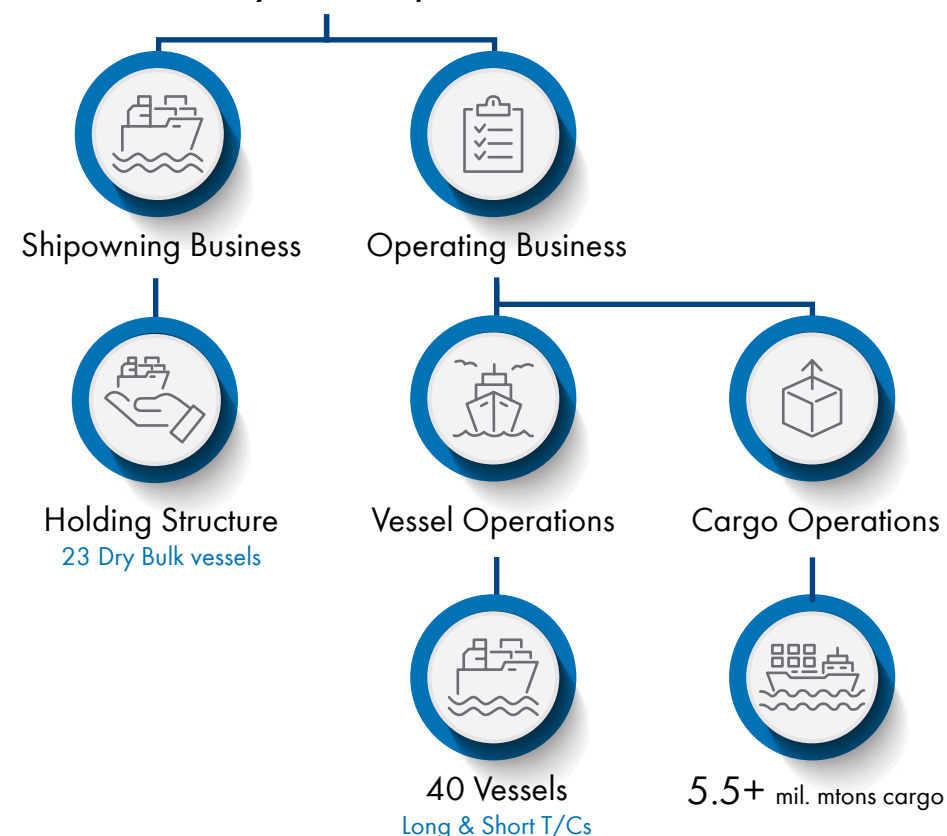 Shipowning Business
Operating Business
Holding Structure
23 Dry Bulk vessels
Vessel Operations
Cargo Operations
40 Vessels
Long & Short T/Cs
5.5+ mil. mtons cargo